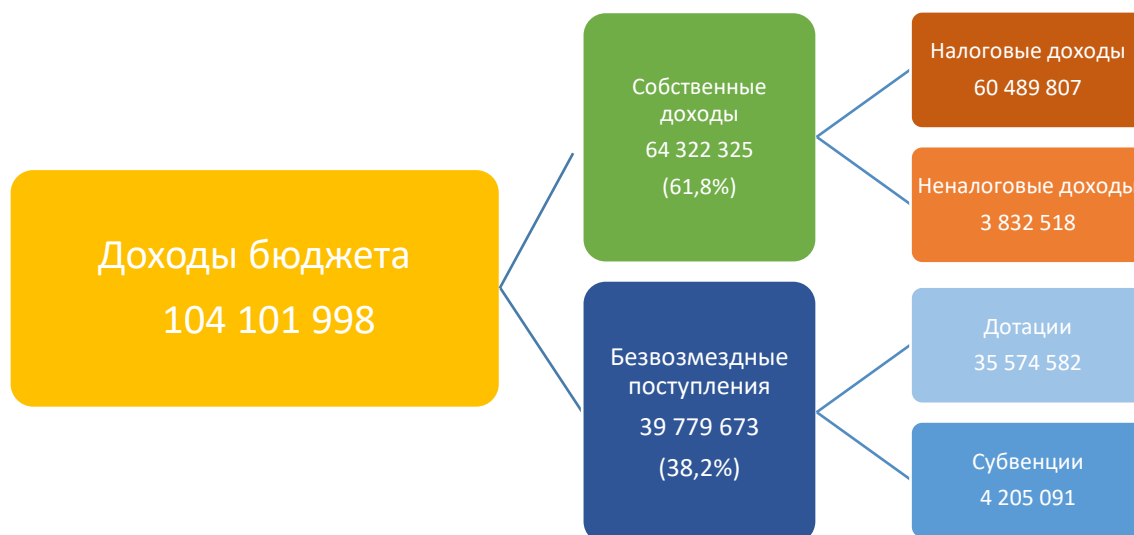 Доходы бюджета
104 101 998
Собственные
доходы
64 322 325
(61,8%)
Налоговые доходы
60 489 807
Неналоговые доходы
3 832 518
Безвозмездные
поступления
39 779 673
(38,2%)
Дотации
35 574 582
Субвенции
4 205 091